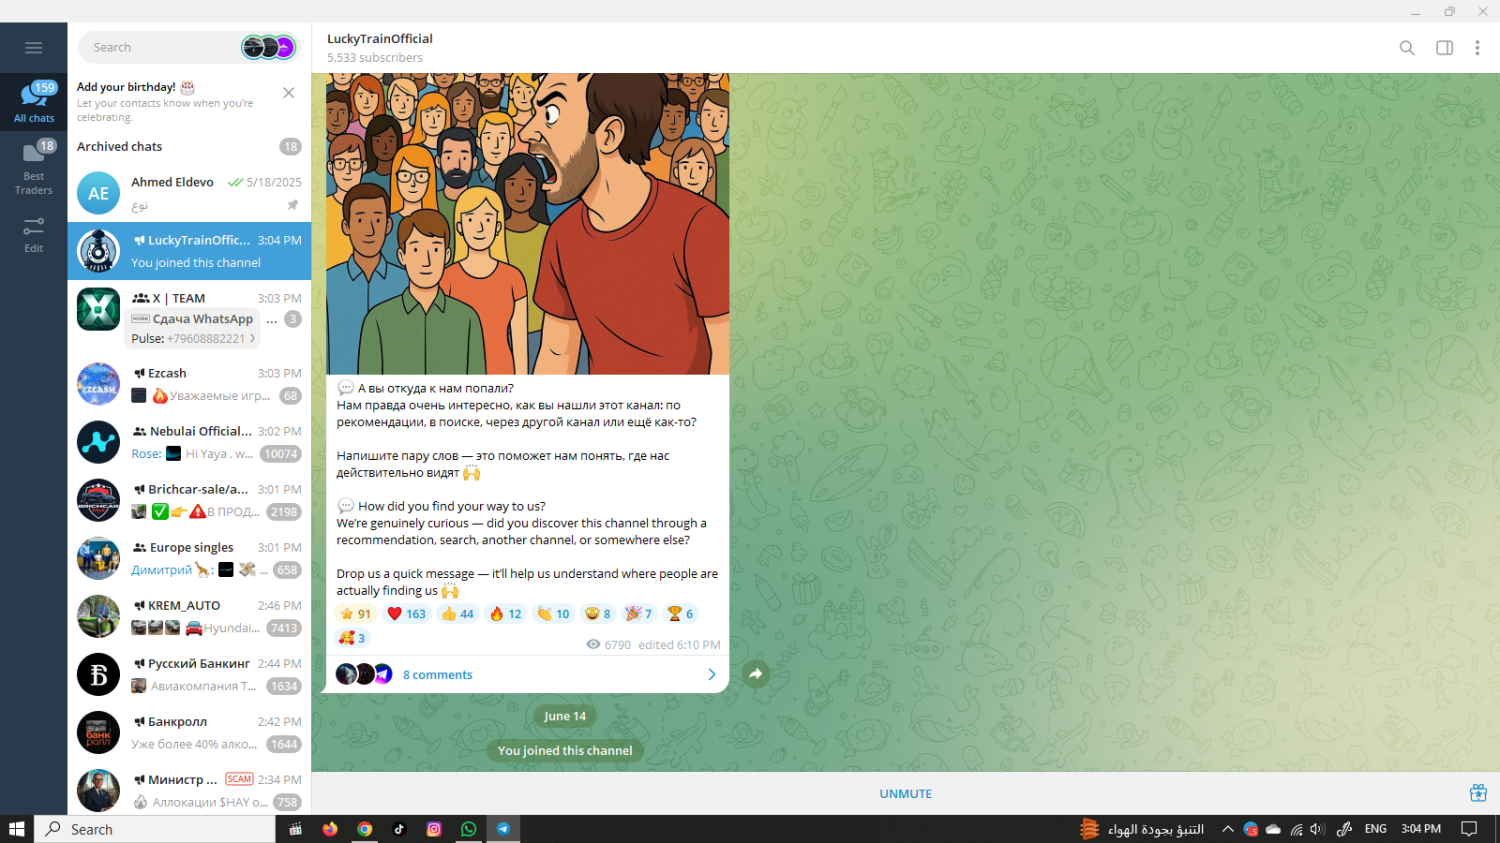 Search
LuckyTrainOfficial
5,533 subscribers
159
All chats
18
Best
Traders
Edit
Add your birthday!
Let your contacts know when you're
celebrating.
Archived chats 18
AE
Ahmed Eldevo 5/18/2025
نوع
LuckyTrainOffic... 3:04 PM
You joined this channel
X | TEAM 3:03 PM
WORK Сдача WhatsApp ... 3
Pulse: +79608882221
EZCASH
Ezcash 3:03 PM
Уважаемые игр... 68
Nebulai Official... 3:02 PM
Rose: Hi Yaya , w... 10074
BRICHCAR
Brichcar-sale/a... 3:01 PM
В ПРОД... 2198
Europe singles 3:01 PM
Димитрий : ... 658
KREM_AUTO 2:46 PM
Hyundai... 7413
Русский Банкинг 2:44 PM
Авиакомпания Т... 1634
банк
ролл
Банкролл 2:42 PM
Уже более 40% алко... 1644
Министр ... SCAM 2:34 PM
Аллокации $HAY о... 758
А вы откуда к нам попали?
Нам правда очень интересно, как вы нашли этот канал: по
рекомендации, в поиске, через другой канал или ещё как-то?
Напишите пару слов — это поможет нам понять, где нас
действительно видят
How did you find your way to us?
We're genuinely curious — did you discover this channel through a
recommendation, search, another channel, or somewhere else?
Drop us a quick message — it'll help us understand where people are
actually finding us
91 163 44 12 10 8 7 6
3
6790 edited 6:10 PM
8 comments
June 14
You joined this channel
UNMUTE
Search
التنبؤ بجودة الهواء
ENG
3:04 PM